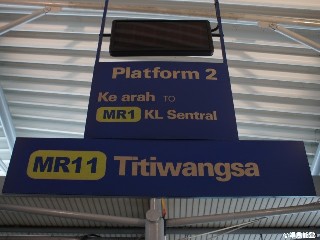 Platform 2
Ke arah TO
MR1 KL Sentral
MR11 Titiwangsa